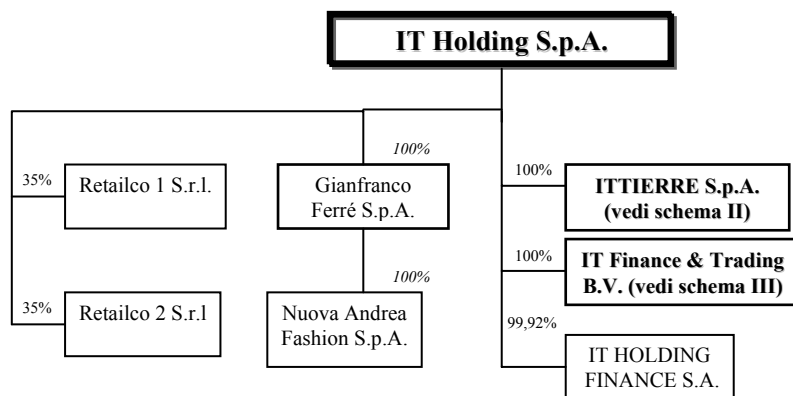 IT Holding S.p.A.
100%
35%
Retailco 1 S.r.l.
Gianfranco
Ferré S.p.A.
100%
ITTIERRE S.p.A.
(vedi schema II)
100%
100%
IT Finance & Trading
B.V. (vedi schema III)
35%
Retailco 2 S.r.l
Nuova Andrea
Fashion S.p.A.
99,92%
IT HOLDING
FINANCE S.A.